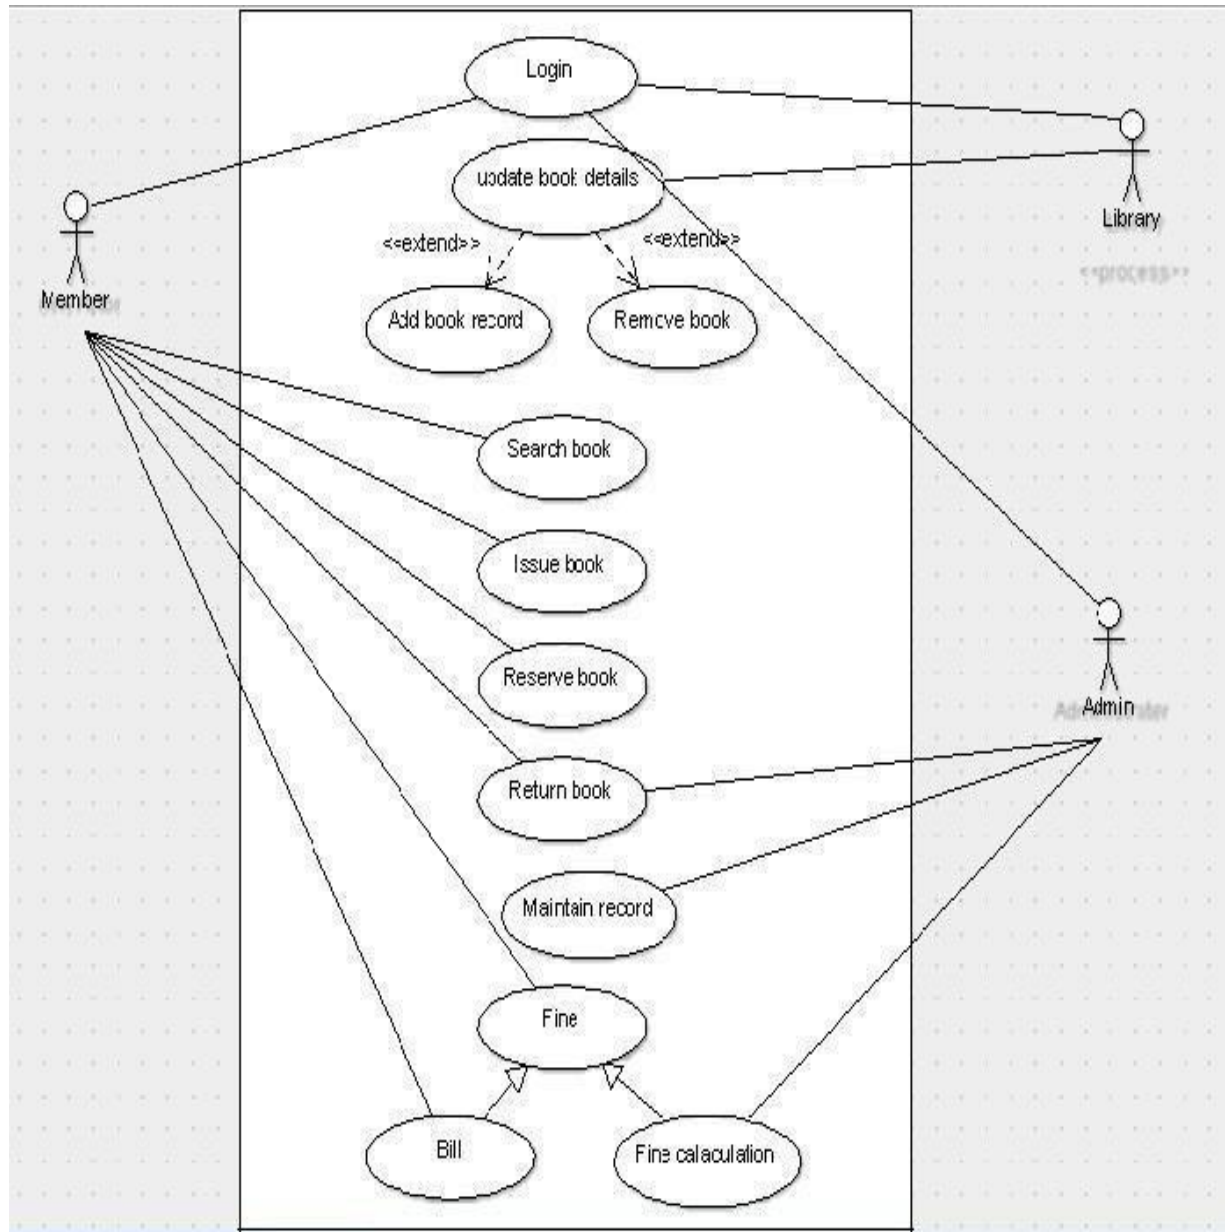 Login
update book details
Library
<<extend>>
<<extend>>
<<process>>
Member
Add book record
Remove book
Search book
Issue book
Reserve book
Admin
Return book
Maintain record
Fine
Bill
Fine calaculation